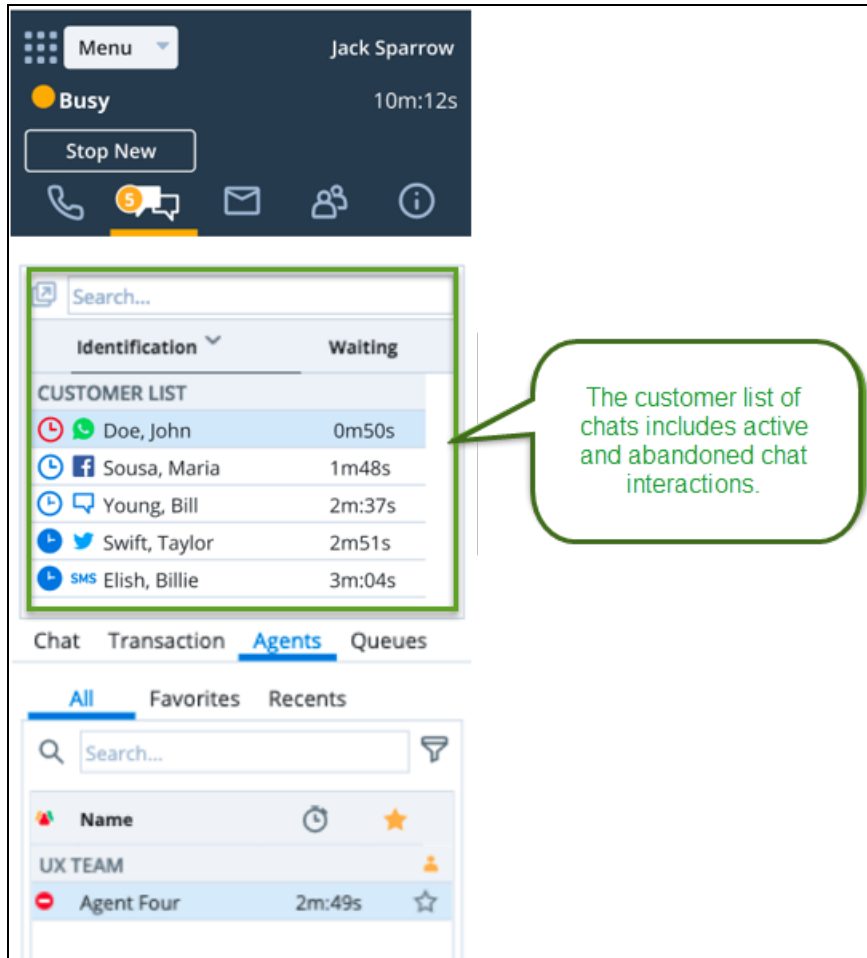 Menu
Jack Sparrow
Busy
10m:12s
Stop New
5
Search...
Identification
Waiting
CUSTOMER LIST
Doe, John 0m50s
Sousa, Maria 1m48s
Young, Bill 2m:37s
Swift, Taylor 2m51s
SMS Elish, Billie 3m:04s
The customer list of
chats includes active
and abandoned chat
interactions.
Chat Transaction Agents Queues
All Favorites Recents
Search...
Name
UX TEAM
Agent Four 2m:49s